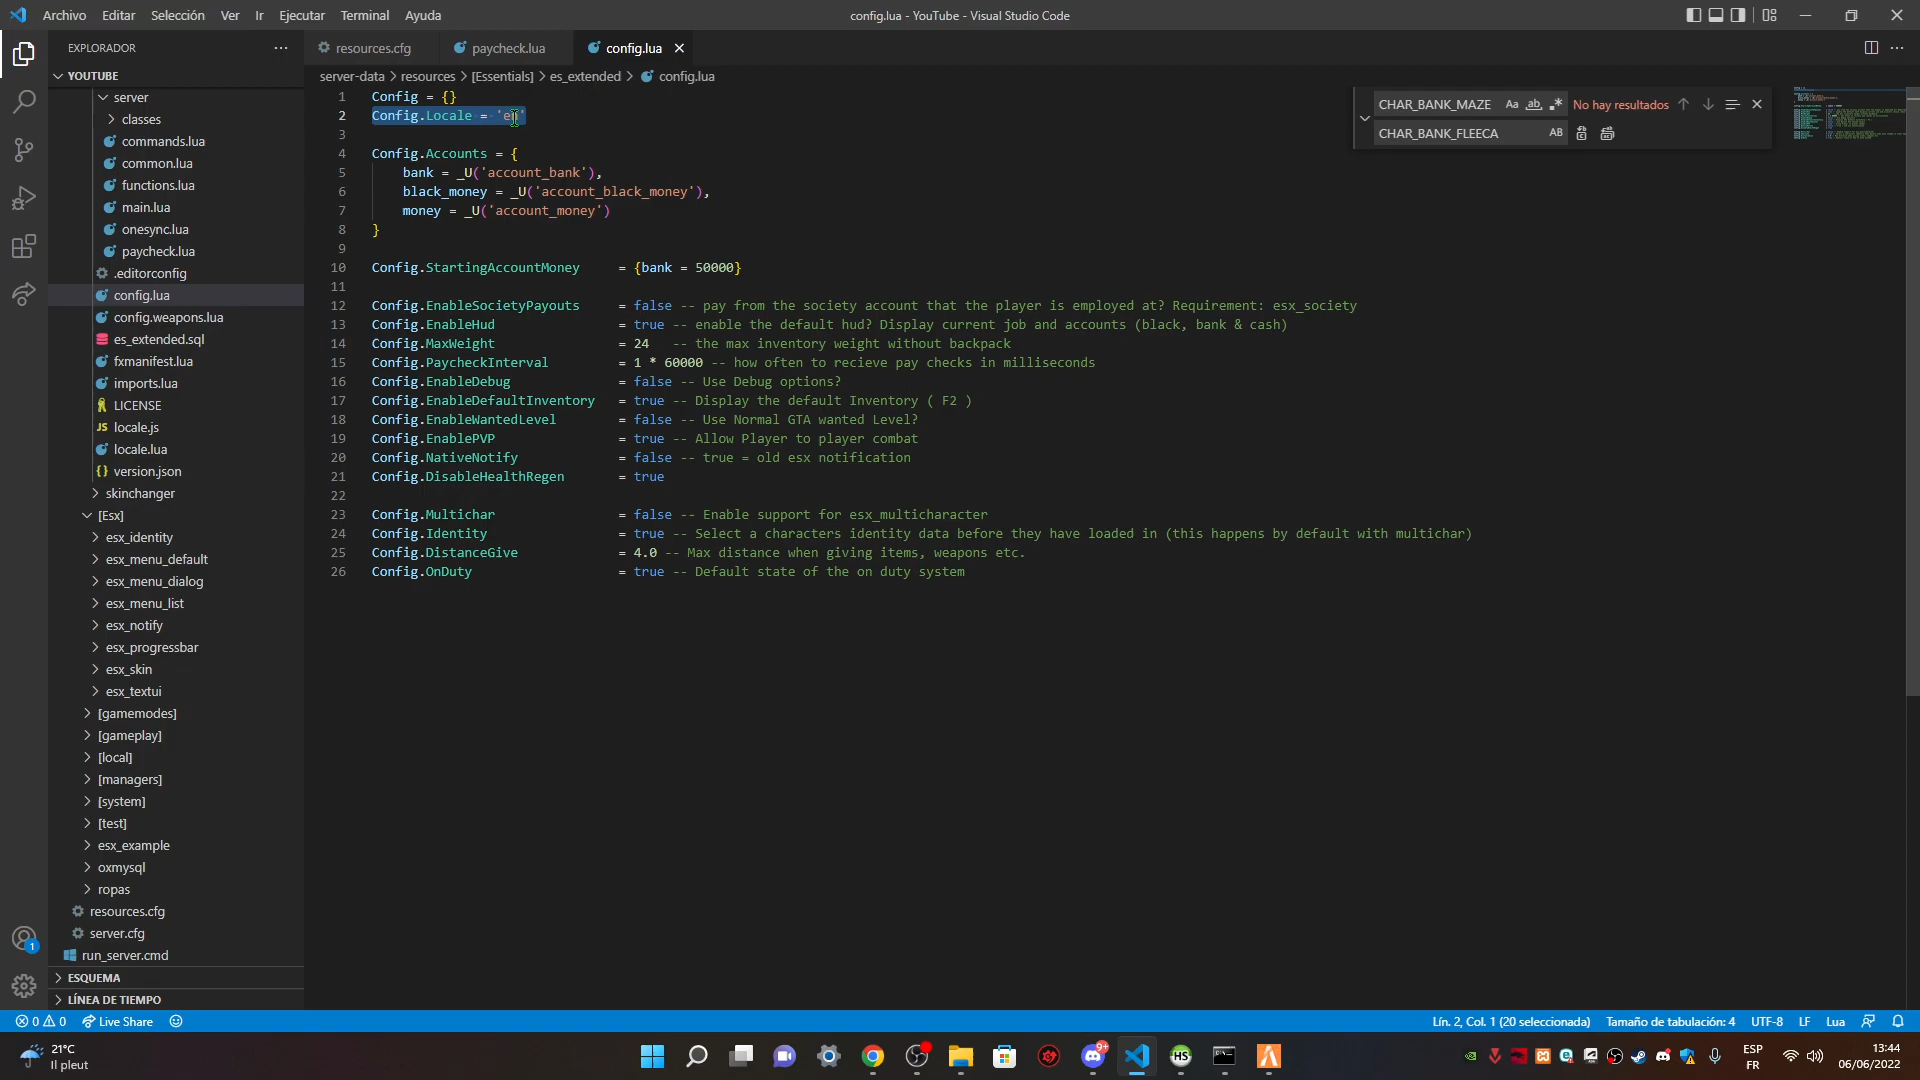 Archivo Editar Selección Ver Ir Ejecutar Terminal Ayuda
config.lua - YouTube - Visual Studio Code
EXPLORADOR
resources.cfg
paycheck.lua
config.lua
YOUTUBE
server-data > resources > [Essentials] > es_extended > config.lua
server
classes
commands.lua
common.lua
functions.lua
main.lua
onesync.lua
paycheck.lua
.editorconfig
config.lua
config.weapons.lua
es_extended.sql
fxmanifest.lua
imports.lua
LICENSE
locale.js
locale.lua
version.json
skinchanger
[Esx]
esx_identity
esx_menu_default
esx_menu_dialog
esx_menu_list
esx_notify
esx_progressbar
esx_skin
esx_textui
[gamemodes]
[gameplay]
[local]
[managers]
[system]
[test]
esx_example
oxmysql
ropas
resources.cfg
server.cfg
run_server.cmd
ESQUEMA
LÍNEA DE TIEMPO
1 Config = {}
2 Config.Locale = 'en'
3
4 Config.Accounts = {
5 bank = _U('account_bank'),
6 black_money = _U('account_black_money'),
7 money = _U('account_money')
8 }
9
10 Config.StartingAccountMoney = {bank = 50000}
11
12 Config.EnableSocietyPayouts = false -- pay from the society account that the player is employed at? Requirement: esx_society
13 Config.EnableHud = true -- enable the default hud? Display current job and accounts (black, bank & cash)
14 Config.MaxWeight = 24 -- the max inventory weight without backpack
15 Config.PaycheckInterval = 1 * 60000 -- how often to recieve pay checks in milliseconds
16 Config.EnableDebug = false -- Use Debug options?
17 Config.EnableDefaultInventory = true -- Display the default Inventory ( F2 )
18 Config.EnableWantedLevel = false -- Use Normal GTA wanted Level?
19 Config.EnablePVP = true -- Allow Player to player combat
20 Config.NativeNotify = false -- true = old esx notification
21 Config.DisableHealthRegen = true
22
23 Config.Multichar = false -- Enable support for esx_multicharacter
24 Config.Identity = true -- Select a characters identity data before they have loaded in (this happens by default with multichar)
25 Config.DistanceGive = 4.0 -- Max distance when giving items, weapons etc.
26 Config.OnDuty = true -- Default state of the on duty system
CHAR_BANK_MAZE Aa ab No hay resultados
CHAR_BANK_FLEECA AB
1
0 0 Live Share
Lín. 2, Col. 1 (20 seleccionada) Tamaño de tabulación: 4 UTF-8 LF Lua
21°C
Il pleut
9+
HS
ESP
FR
13:44
06/06/2022